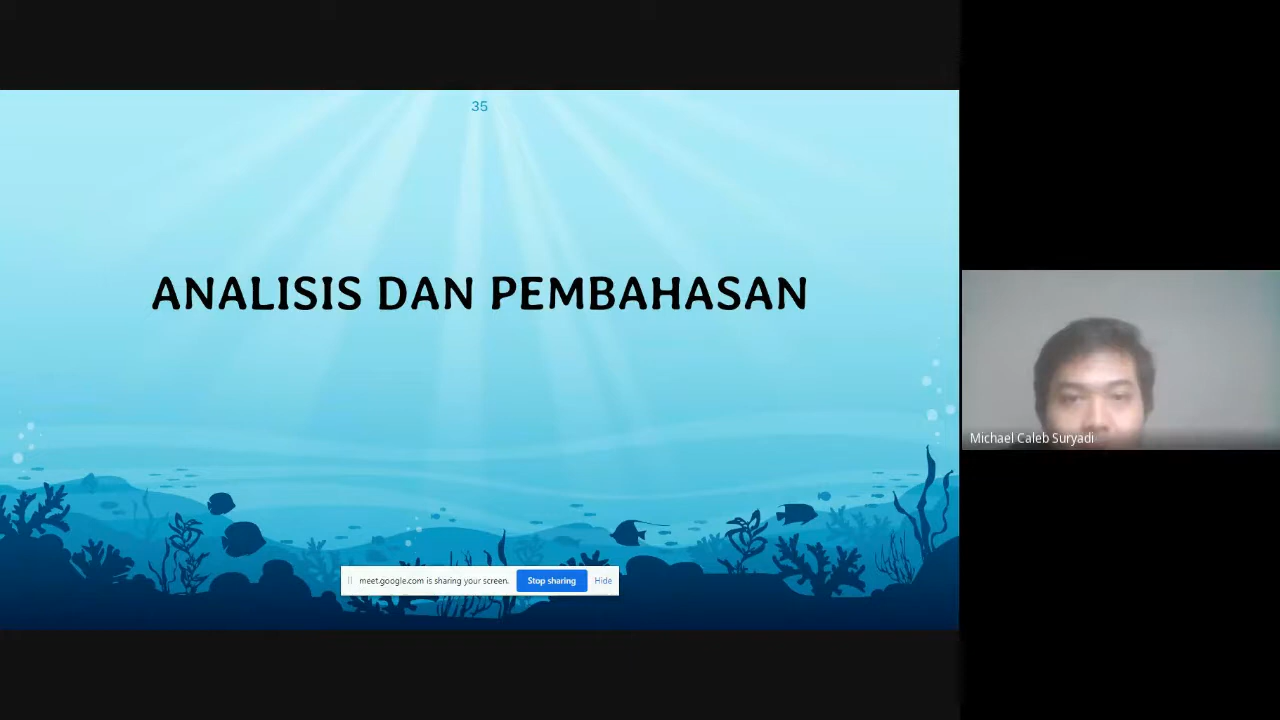 35
ANALISIS DAN PEMBAHASAN
meet.google.com is sharing your screen. Stop sharing Hide
Michael Caleb Suryadi